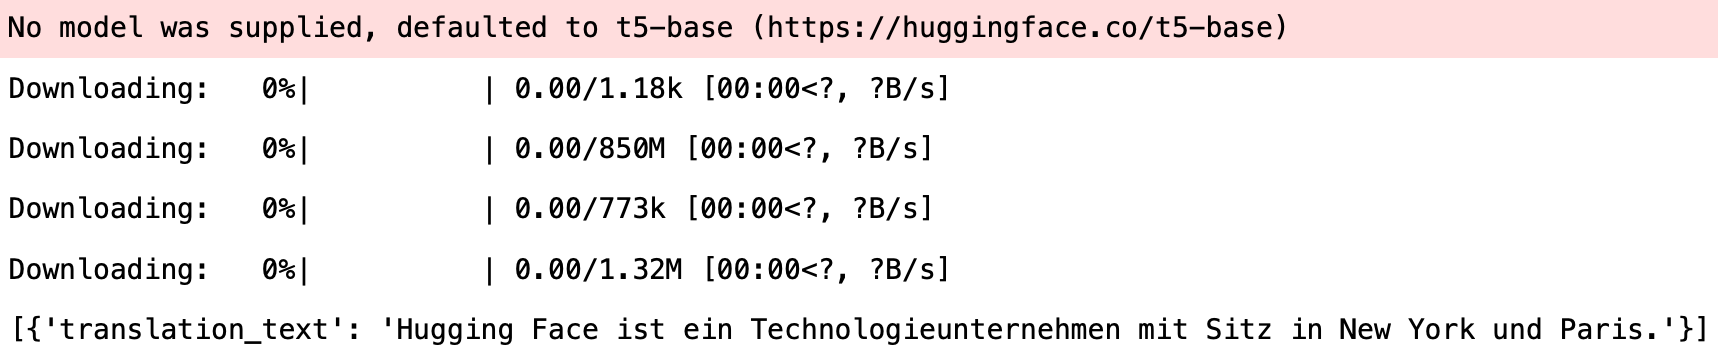 No model was supplied, defaulted to t5-base (https://huggingface.co/t5-base)
Downloading:   0%|          | 0.00/1.18k [00:00<?, ?B/s]
Downloading:   0%|          | 0.00/850M [00:00<?, ?B/s]
Downloading:   0%|          | 0.00/773k [00:00<?, ?B/s]
Downloading:   0%|          | 0.00/1.32M [00:00<?, ?B/s]
[{'translation_text': 'Hugging Face ist ein Technologieunternehmen mit Sitz in New York und Paris.'}]